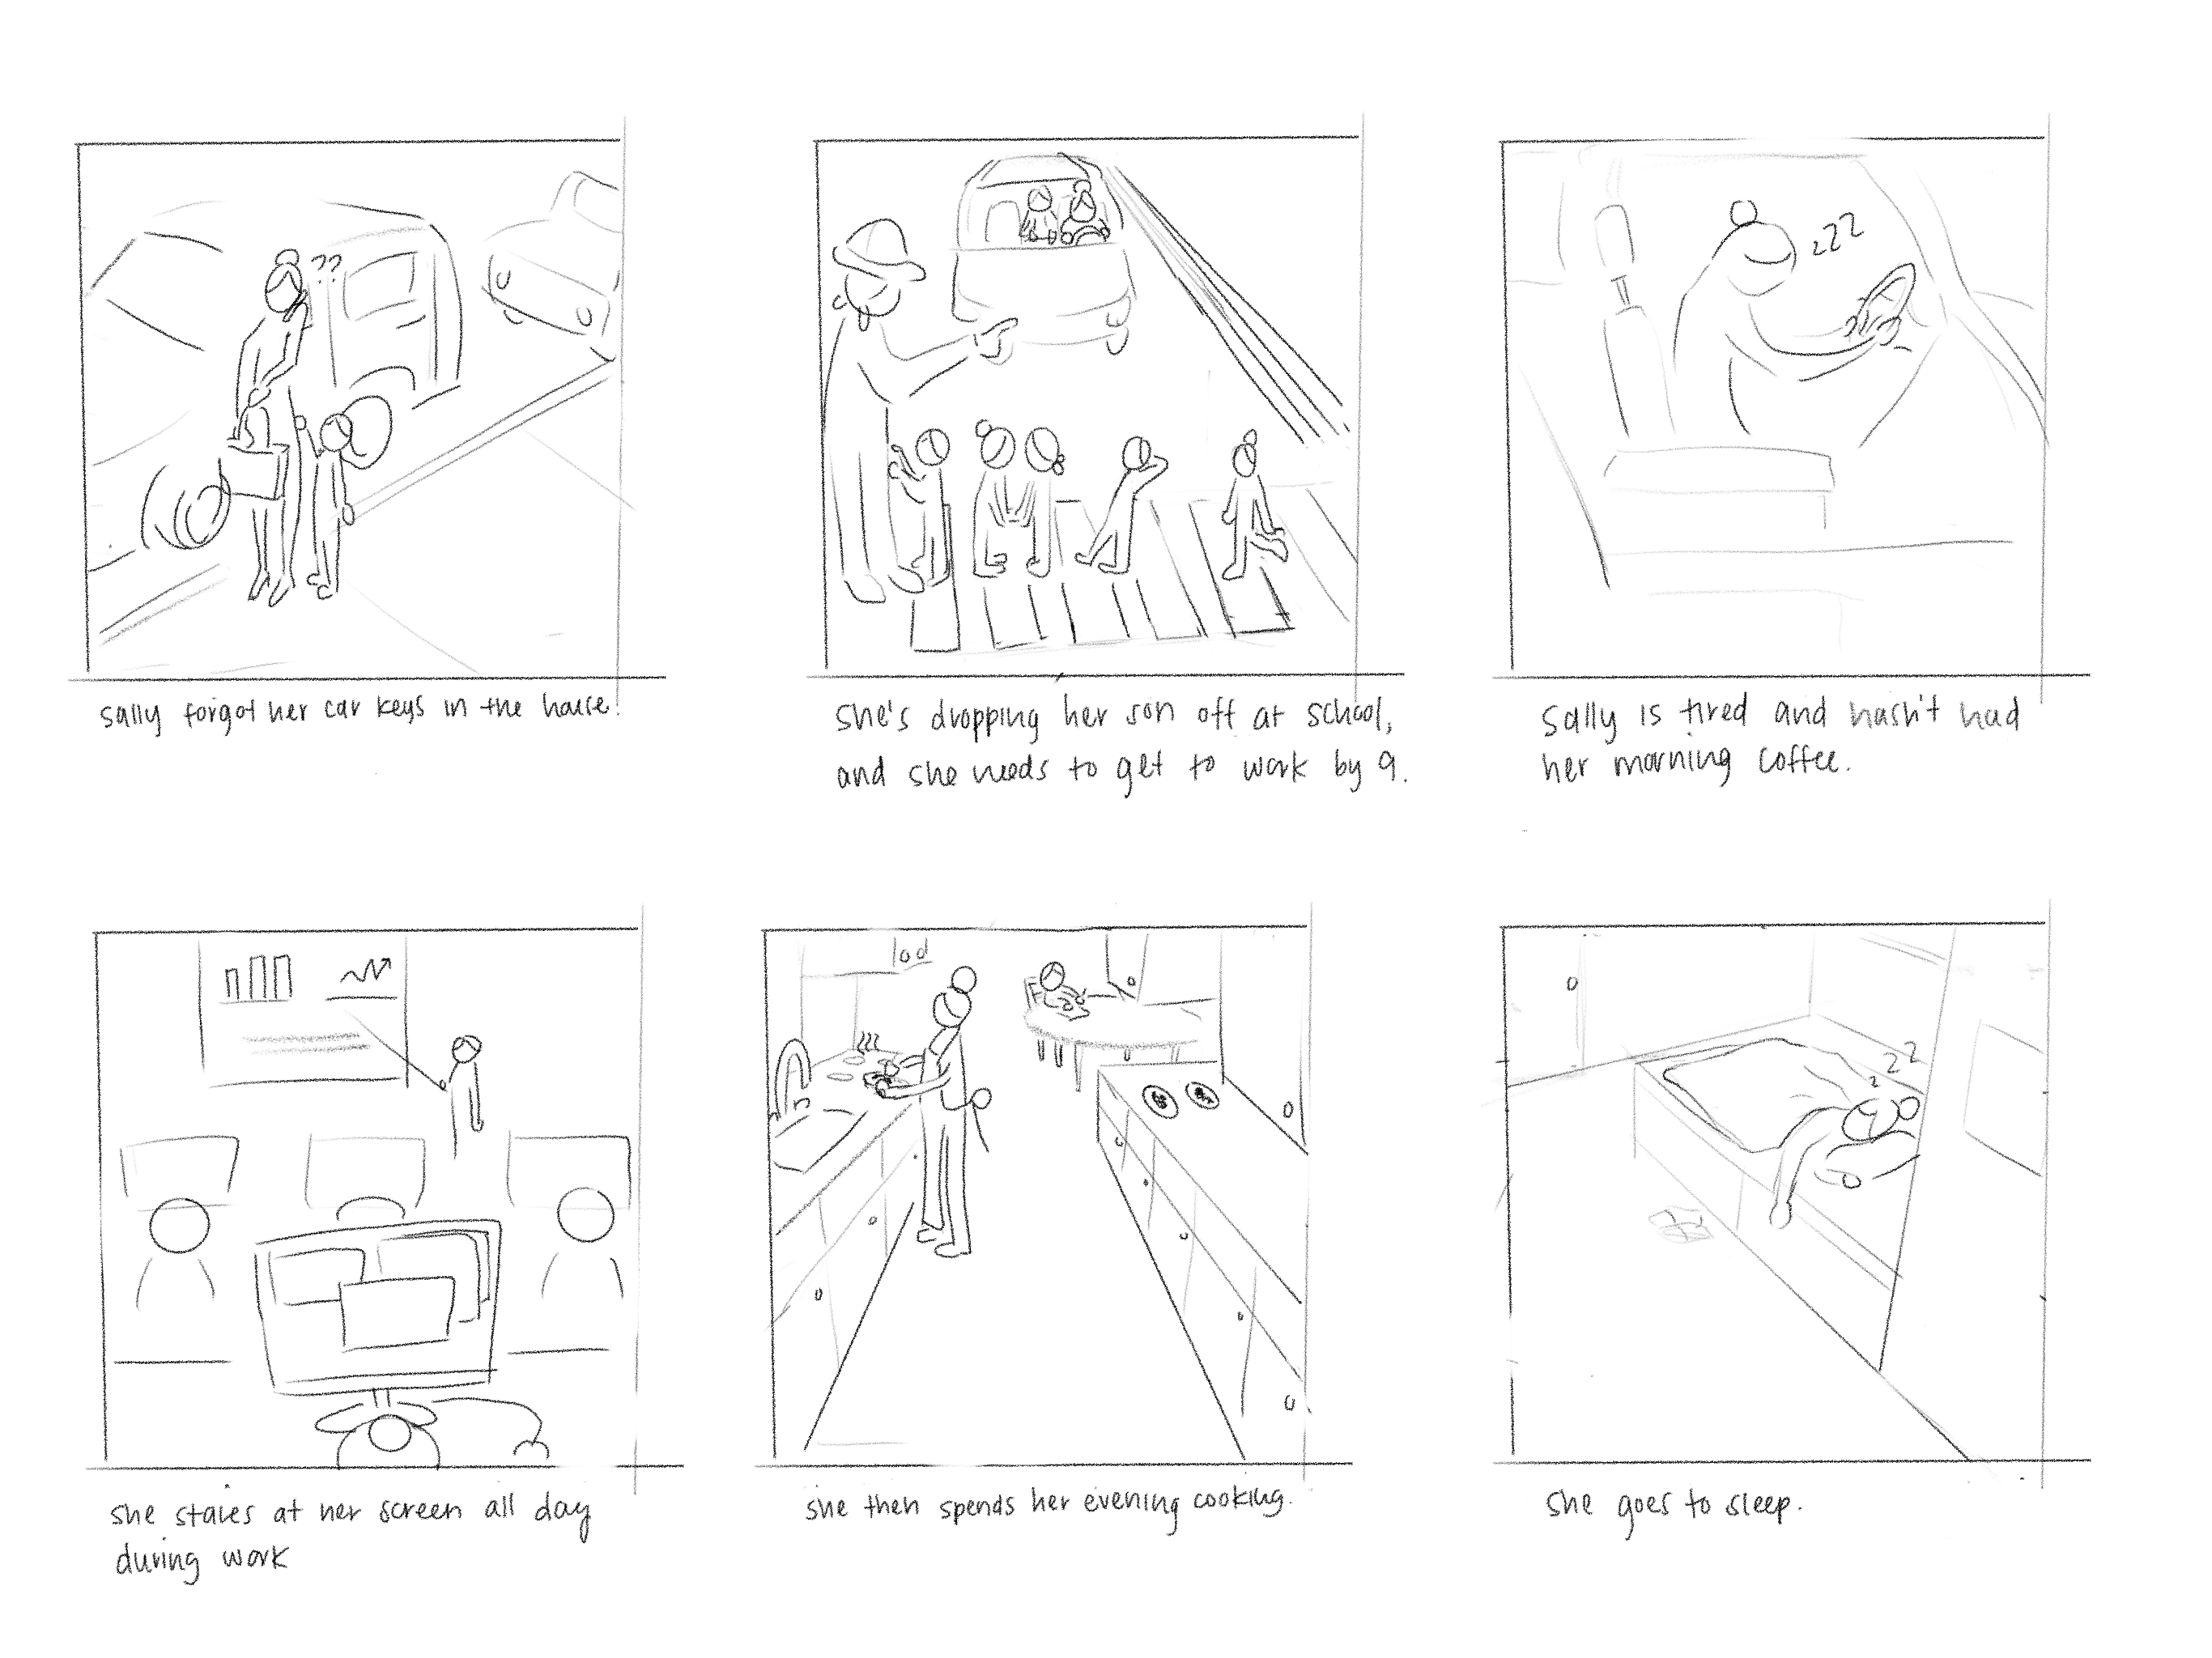 ??
zzz
Sally forgot her car keys in the house!
She's dropping her son off at school,
and she needs to get to work by 9.
Sally is tired and hasn't had
her morning coffee.
zzz
She stares at her screen all day
during work
She then spends her evening cooking.
She goes to sleep.